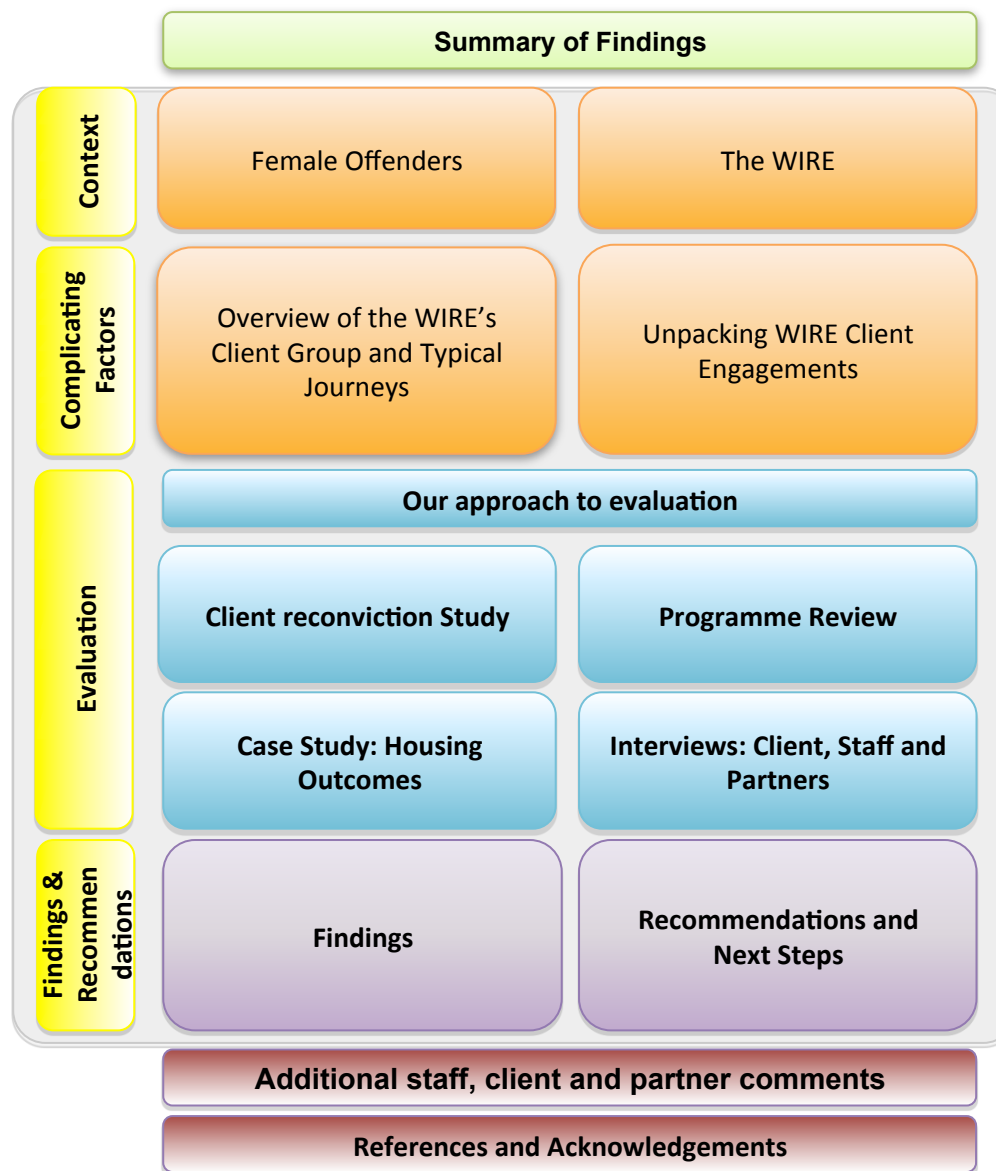 Summary of Findings
Context
Female Offenders
The WIRE
Complicating
Factors
Overview of the WIRE’s
Client Group and Typical
Journeys
Unpacking WIRE Client
Engagements
Evaluation
Our approach to evaluation
Client reconviction Study
Programme Review
Case Study: Housing
Outcomes
Interviews: Client, Staff and
Partners
Findings &
Recommen
dations
Findings
Recommendations and
Next Steps
Additional staff, client and partner comments
References and Acknowledgements